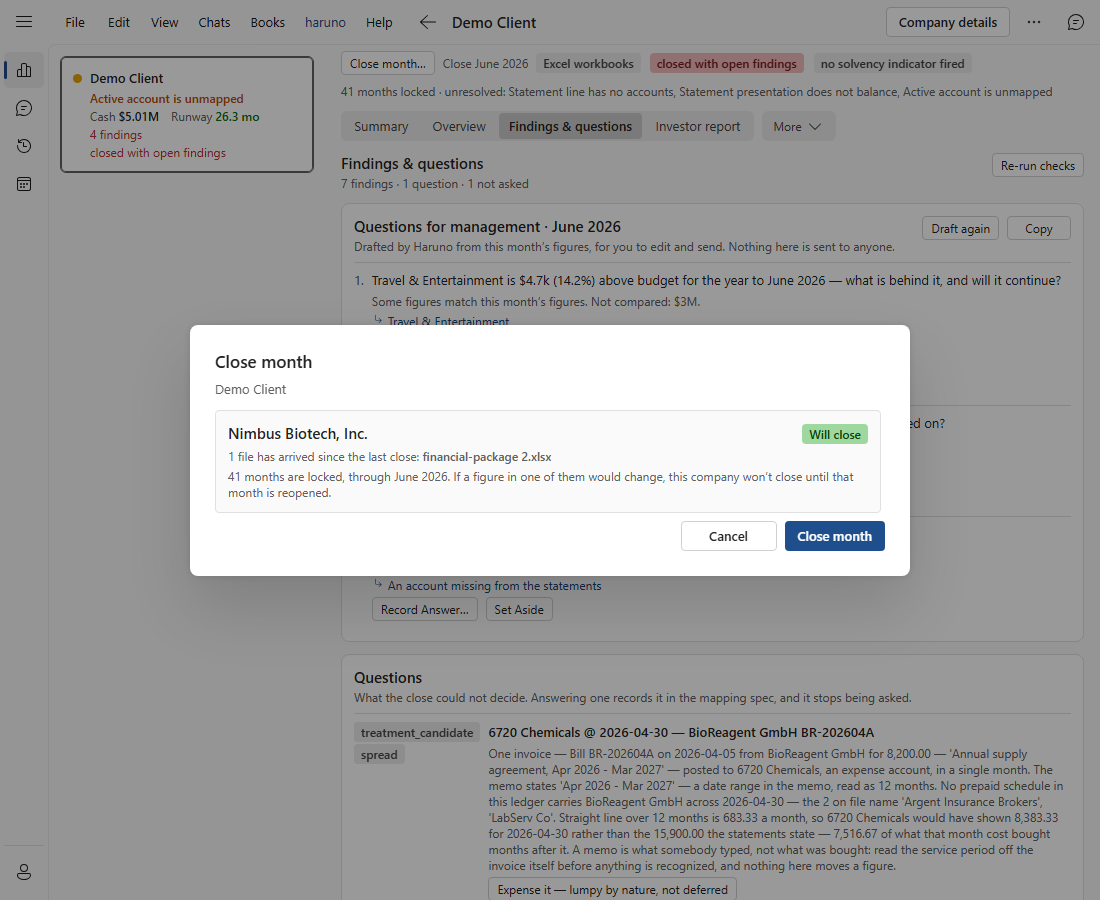 File Edit View Chats Books haruno Help Demo Client Company details
Demo Client
Active account is unmapped
Cash $5.01M Runway 26.3 mo
4 findings
closed with open findings
Close month... Close June 2026 Excel workbooks closed with open findings no solvency indicator fired
41 months locked · unresolved: Statement line has no accounts, Statement presentation does not balance, Active account is unmapped
Summary Overview Findings & questions Investor report More
Findings & questions
7 findings · 1 question · 1 not asked
Re-run checks
Questions for management · June 2026
Drafted by Haruno from this month's figures, for you to edit and send. Nothing here is sent to anyone.
Draft again Copy
1. Travel & Entertainment is $4.7k (14.2%) above budget for the year to June 2026 — what is behind it, and will it continue?
Some figures match this month's figures. Not compared: $3M.
Travel & Entertainment
ed on?
Close month
Demo Client
Nimbus Biotech, Inc.
Will close
1 file has arrived since the last close: financial-package 2.xlsx
41 months are locked, through June 2026. If a figure in one of them would change, this company won't close until that
month is reopened.
Cancel Close month
An account missing from the statements
Record Answer... Set Aside
Questions
What the close could not decide. Answering one records it in the mapping spec, and it stops being asked.
treatment_candidate
spread
6720 Chemicals @ 2026-04-30 — BioReagent GmbH BR-202604A
One invoice — Bill BR-202604A on 2026-04-05 from BioReagent GmbH for 8,200.00 — 'Annual supply
agreement, Apr 2026 - Mar 2027' — posted to 6720 Chemicals, an expense account, in a single month. The
memo states 'Apr 2026 - Mar 2027' — a date range in the memo, read as 12 months. No prepaid schedule in
this ledger carries BioReagent GmbH across 2026-04-30 — the 2 on file name 'Argent Insurance Brokers',
'LabServ Co'. Straight line over 12 months is 683.33 a month, so 6720 Chemicals would have shown 8,383.33
for 2026-04-30 rather than the 15,900.00 the statements state — 7,516.67 of what that month cost bought
months after it. A memo is what somebody typed, not what was bought: read the service period off the
invoice itself before anything is recognized, and nothing here moves a figure.
Expense it — lumpy by nature, not deferred